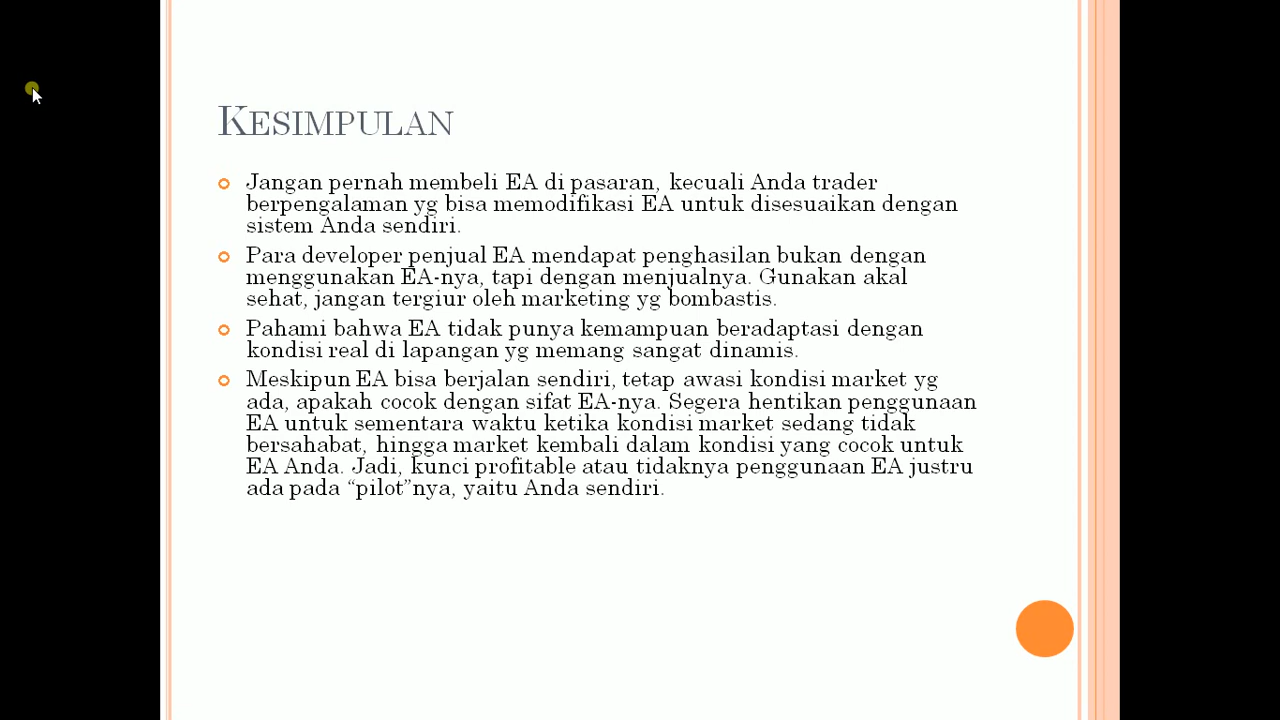 KESIMPULAN
Jangan pernah membeli EA di pasaran, kecuali Anda trader
berpengalaman yg bisa memodifikasi EA untuk disesuaikan dengan
sistem Anda sendiri.
Para developer penjual EA mendapat penghasilan bukan dengan
menggunakan EA-nya, tapi dengan menjualnya. Gunakan akal
sehat, jangan tergiur oleh marketing yg bombastis.
Pahami bahwa EA tidak punya kemampuan beradaptasi dengan
kondisi real di lapangan yg memang sangat dinamis.
Meskipun EA bisa berjalan sendiri, tetap awasi kondisi market yg
ada, apakah cocok dengan sifat EA-nya. Segera hentikan penggunaan
EA untuk sementara waktu ketika kondisi market sedang tidak
bersahabat, hingga market kembali dalam kondisi yang cocok untuk
EA Anda. Jadi, kunci profitable atau tidaknya penggunaan EA justru
ada pada “pilot”nya, yaitu Anda sendiri.